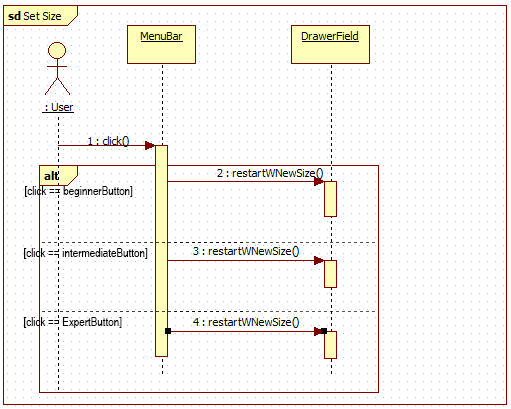 sd Set Size
MenuBar
DrawerField
: User
1 : click()
alt
2 : restartWNewSize()
[click == beginnerButton]
[click == intermediateButton]
3 : restartWNewSize()
[click == ExpertButton]
4 : restartWNewSize()